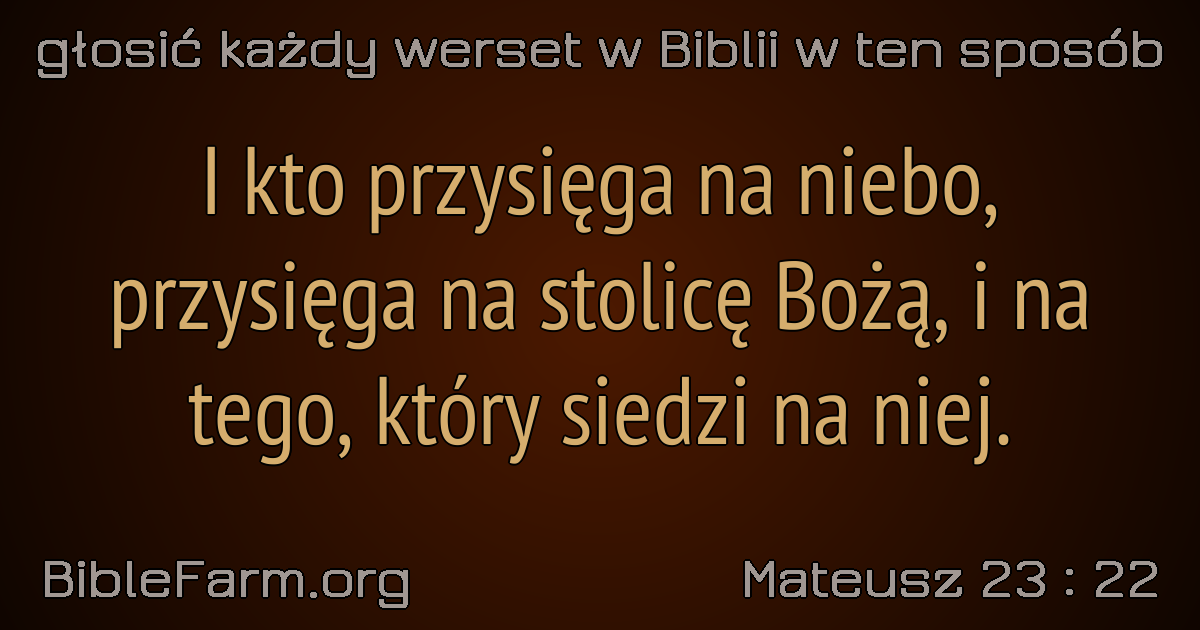 głosić każdy werset w Biblii w ten sposób
I kto przysięga na niebo,
przysięga na stolicę Bożą, i na
tego, który siedzi na niej.
BibleFarm.org
Mateusz 23 : 22